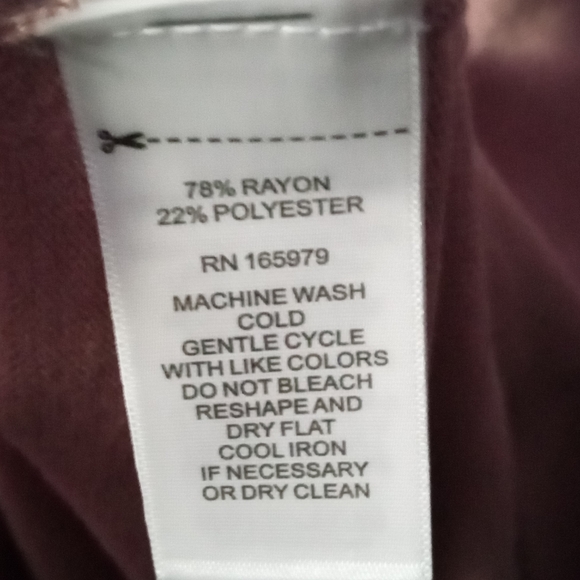 78% RAYON
22% POLYESTER
RN 165979
MACHINE WASH
COLD
GENTLE CYCLE
WITH LIKE COLORS
DO NOT BLEACH
RESHAPE AND
DRY FLAT
COOL IRON
IF NECESSARY
OR DRY CLEAN